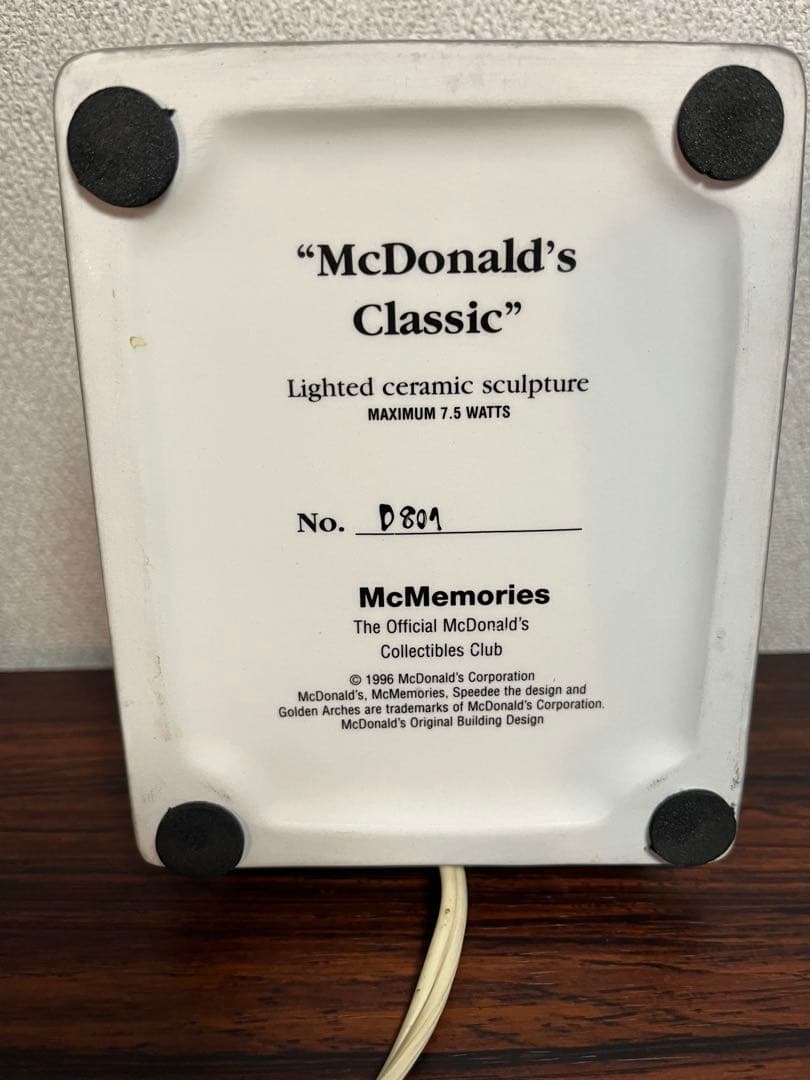 “McDonald's
Classic”
Lighted ceramic sculpture
MAXIMUM 7.5 WATTS
No. D801
McMemories
The Official McDonald's
Collectibles Club
© 1996 McDonald's Corporation
McDonald's, McMemories, Speedee the design and
Golden Arches are trademarks of McDonald's Corporation.
McDonald's Original Building Design